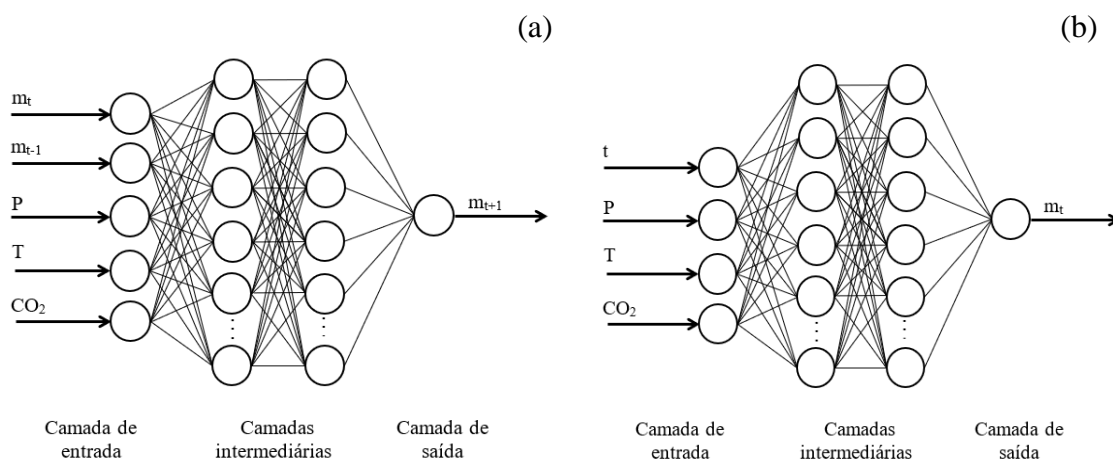 (a)
m_t
m_t-1
P
T
CO₂
m_t+1
Camada de
entrada
Camadas
intermediárias
Camada de
saída
(b)
t
P
T
CO₂
m_t
Camada de
entrada
Camadas
intermediárias
Camada de
saída